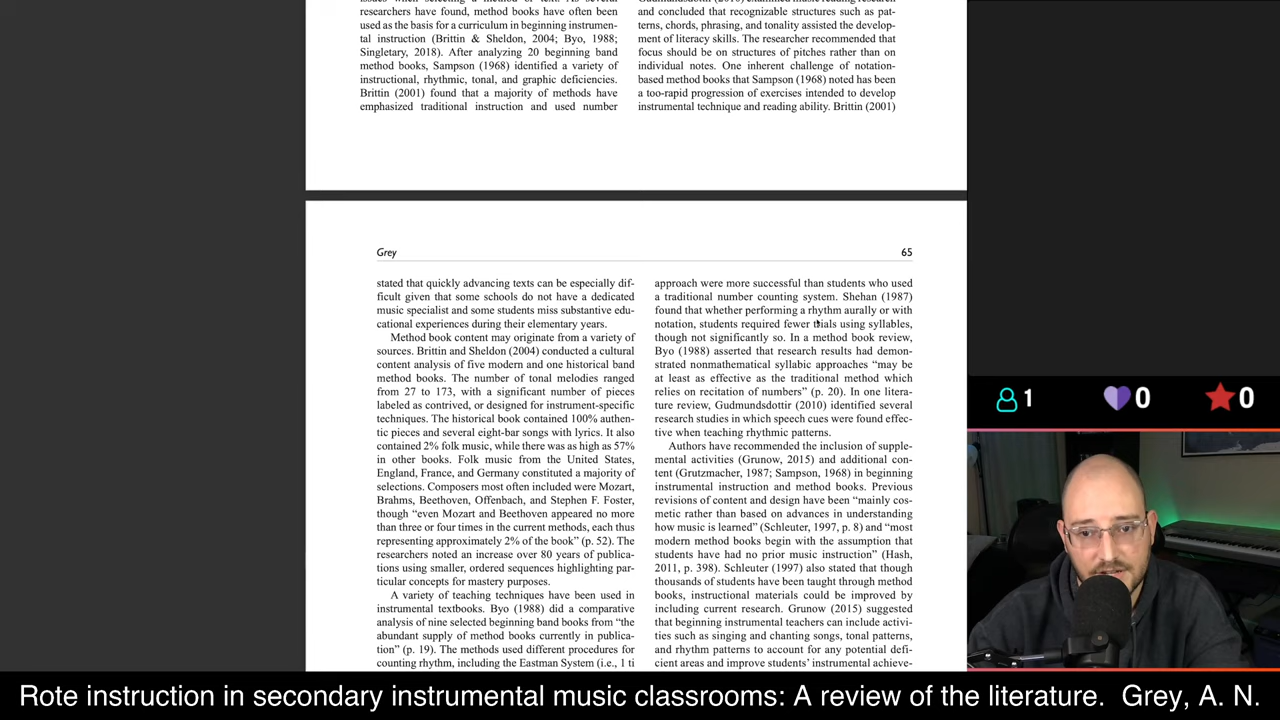 issues when selecting a method or text. As several
researchers have found, method books have often been
used as the basis for a curriculum in beginning instrumen-
tal instruction (Brittin & Sheldon, 2004; Byo, 1988;
Singletary, 2018). After analyzing 20 beginning band
method books, Sampson (1968) identified a variety of
instructional, rhythmic, tonal, and graphic deficiencies.
Brittin (2001) found that a majority of methods have
emphasized traditional instruction and used number
and concluded that recognizable structures such as pat-
terns, chords, phrasing, and tonality assisted the develop-
ment of literacy skills. The researcher recommended that
focus should be on structures of pitches rather than on
individual notes. One inherent challenge of notation-
based method books that Sampson (1968) noted has been
a too-rapid progression of exercises intended to develop
instrumental technique and reading ability. Brittin (2001)
Grey
65
stated that quickly advancing texts can be especially dif-
ficult given that some schools do not have a dedicated
music specialist and some students miss substantive edu-
cational experiences during their elementary years.
Method book content may originate from a variety of
sources. Brittin and Sheldon (2004) conducted a cultural
content analysis of five modern and one historical band
method books. The number of tonal melodies ranged
from 27 to 173, with a significant number of pieces
labeled as contrived, or designed for instrument-specific
techniques. The historical book contained 100% authen-
tic pieces and several eight-bar songs with lyrics. It also
contained 2% folk music, while there was as high as 57%
in other books. Folk music from the United States,
England, France, and Germany constituted a majority of
selections. Composers most often included were Mozart,
Brahms, Beethoven, Offenbach, and Stephen F. Foster,
though “even Mozart and Beethoven appeared no more
than three or four times in the current methods, each thus
representing approximately 2% of the book” (p. 52). The
researchers noted an increase over 80 years of publica-
tions using smaller, ordered sequences highlighting par-
ticular concepts for mastery purposes.
A variety of teaching techniques have been used in
instrumental textbooks. Byo (1988) did a comparative
analysis of nine selected beginning band books from “the
abundant supply of method books currently in publica-
tion” (p. 19). The methods used different procedures for
counting rhythm, including the Eastman System (i.e., 1 ti
approach were more successful than students who used
a traditional number counting system. Shehan (1987)
found that whether performing a rhythm aurally or with
notation, students required fewer trials using syllables,
though not significantly so. In a method book review,
Byo (1988) asserted that research results had demon-
strated nonmathematical syllabic approaches “may be
at least as effective as the traditional method which
relies on recitation of numbers” (p. 20). In one litera-
ture review, Gudmundsdottir (2010) identified several
research studies in which speech cues were found effec-
tive when teaching rhythmic patterns.
Authors have recommended the inclusion of supple-
mental activities (Grunow, 2015) and additional con-
tent (Grutzmacher, 1987; Sampson, 1968) in beginning
instrumental instruction and method books. Previous
revisions of content and design have been “mainly cos-
metic rather than based on advances in understanding
how music is learned” (Schleuter, 1997, p. 8) and “most
modern method books begin with the assumption that
students have had no prior music instruction” (Hash,
2011, p. 398). Schleuter (1997) also stated that though
thousands of students have been taught through method
books, instructional materials could be improved by
including current research. Grunow (2015) suggested
that beginning instrumental teachers can include activi-
ties such as singing and chanting songs, tonal patterns,
and rhythm patterns to account for any potential defi-
cient areas and improve students’ instrumental achieve-
1
0
0
Rote instruction in secondary instrumental music classrooms: A review of the literature. Grey, A. N.